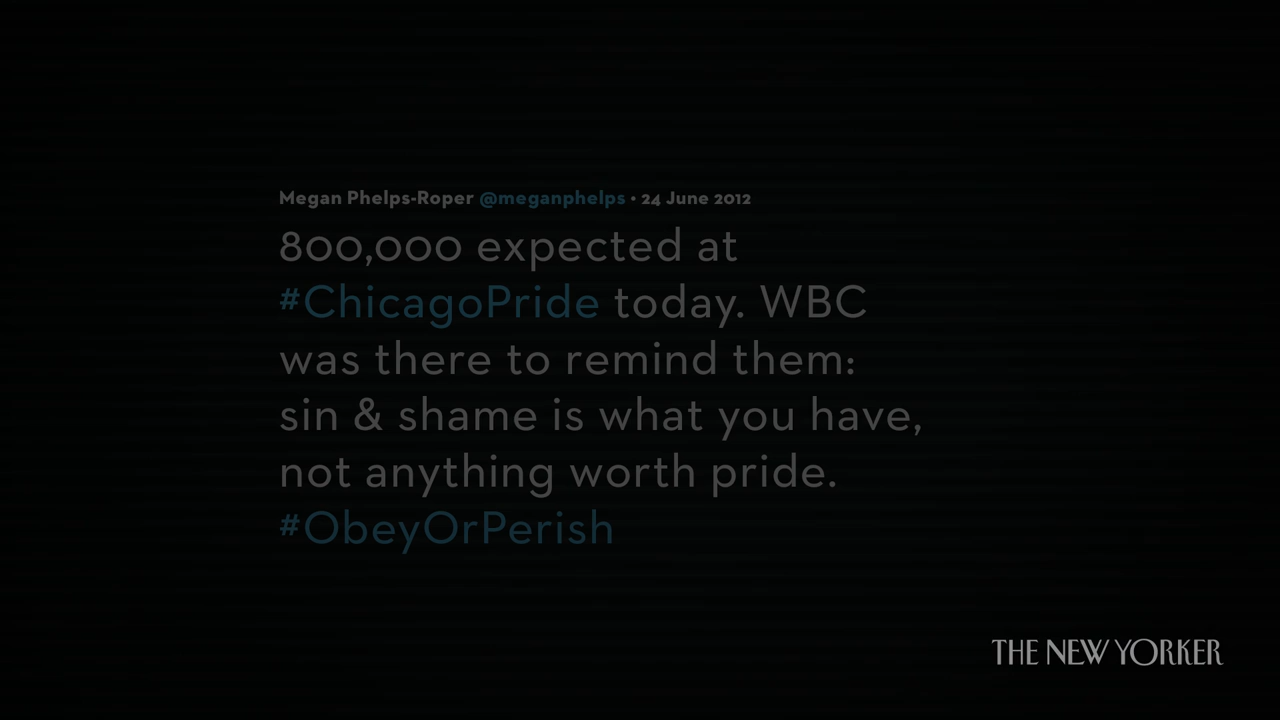 Megan Phelps-Roper @meganphelps • 24 June 2012
800,000 expected at
#ChicagoPride today. WBC
was there to remind them:
sin & shame is what you have,
not anything worth pride.
#ObeyOrPerish
THE NEW YORKER